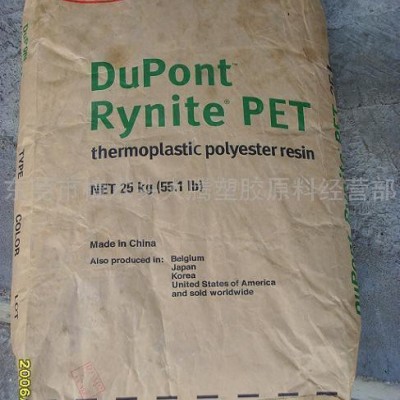 DuPont™
Rynite® PET
thermoplastic polyester resin
NET 25 kg (55.1 lb)
Made in China
Also produced in: Belgium
Japan
Korea
United States of America
and sold worldwide
TYPE
COLOR
LOT
DuPont
塑胶原料经营部
2006